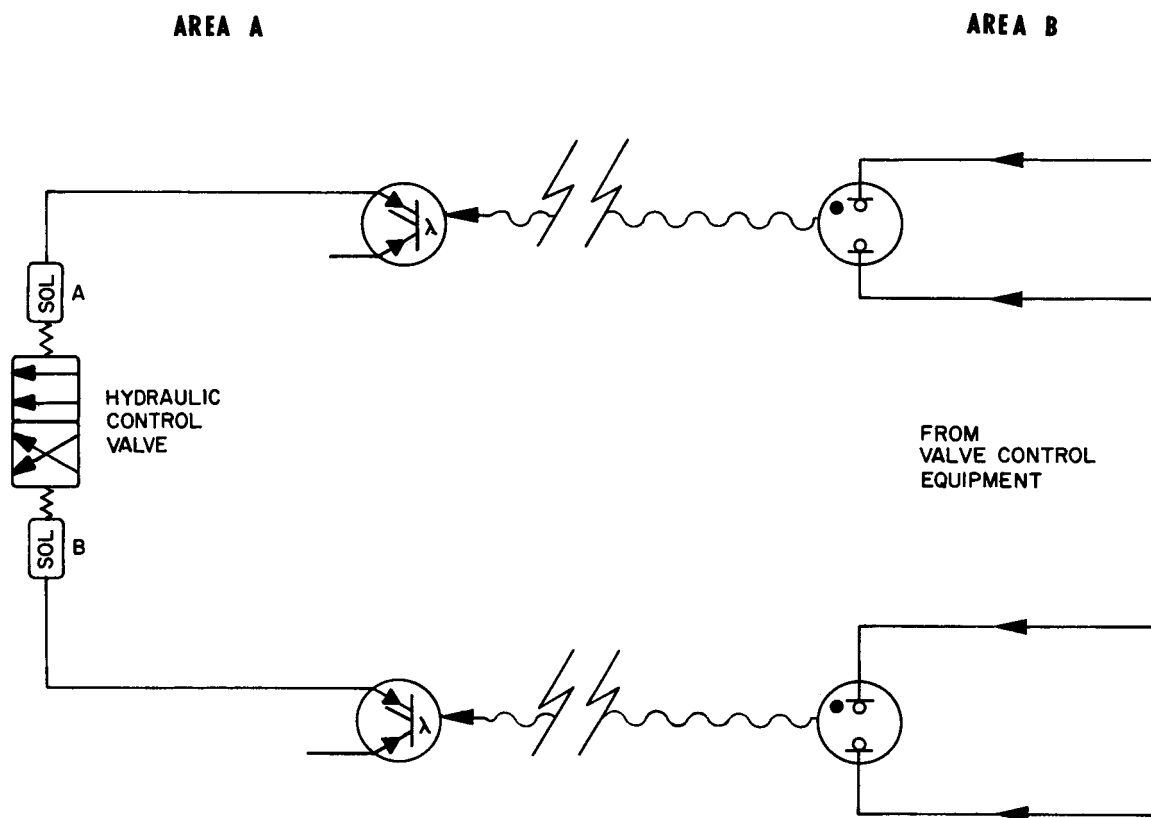 AREA A
AREA B
λ
SOL
A
HYDRAULIC
CONTROL
VALVE
FROM
VALVE CONTROL
EQUIPMENT
SOL
B
λ